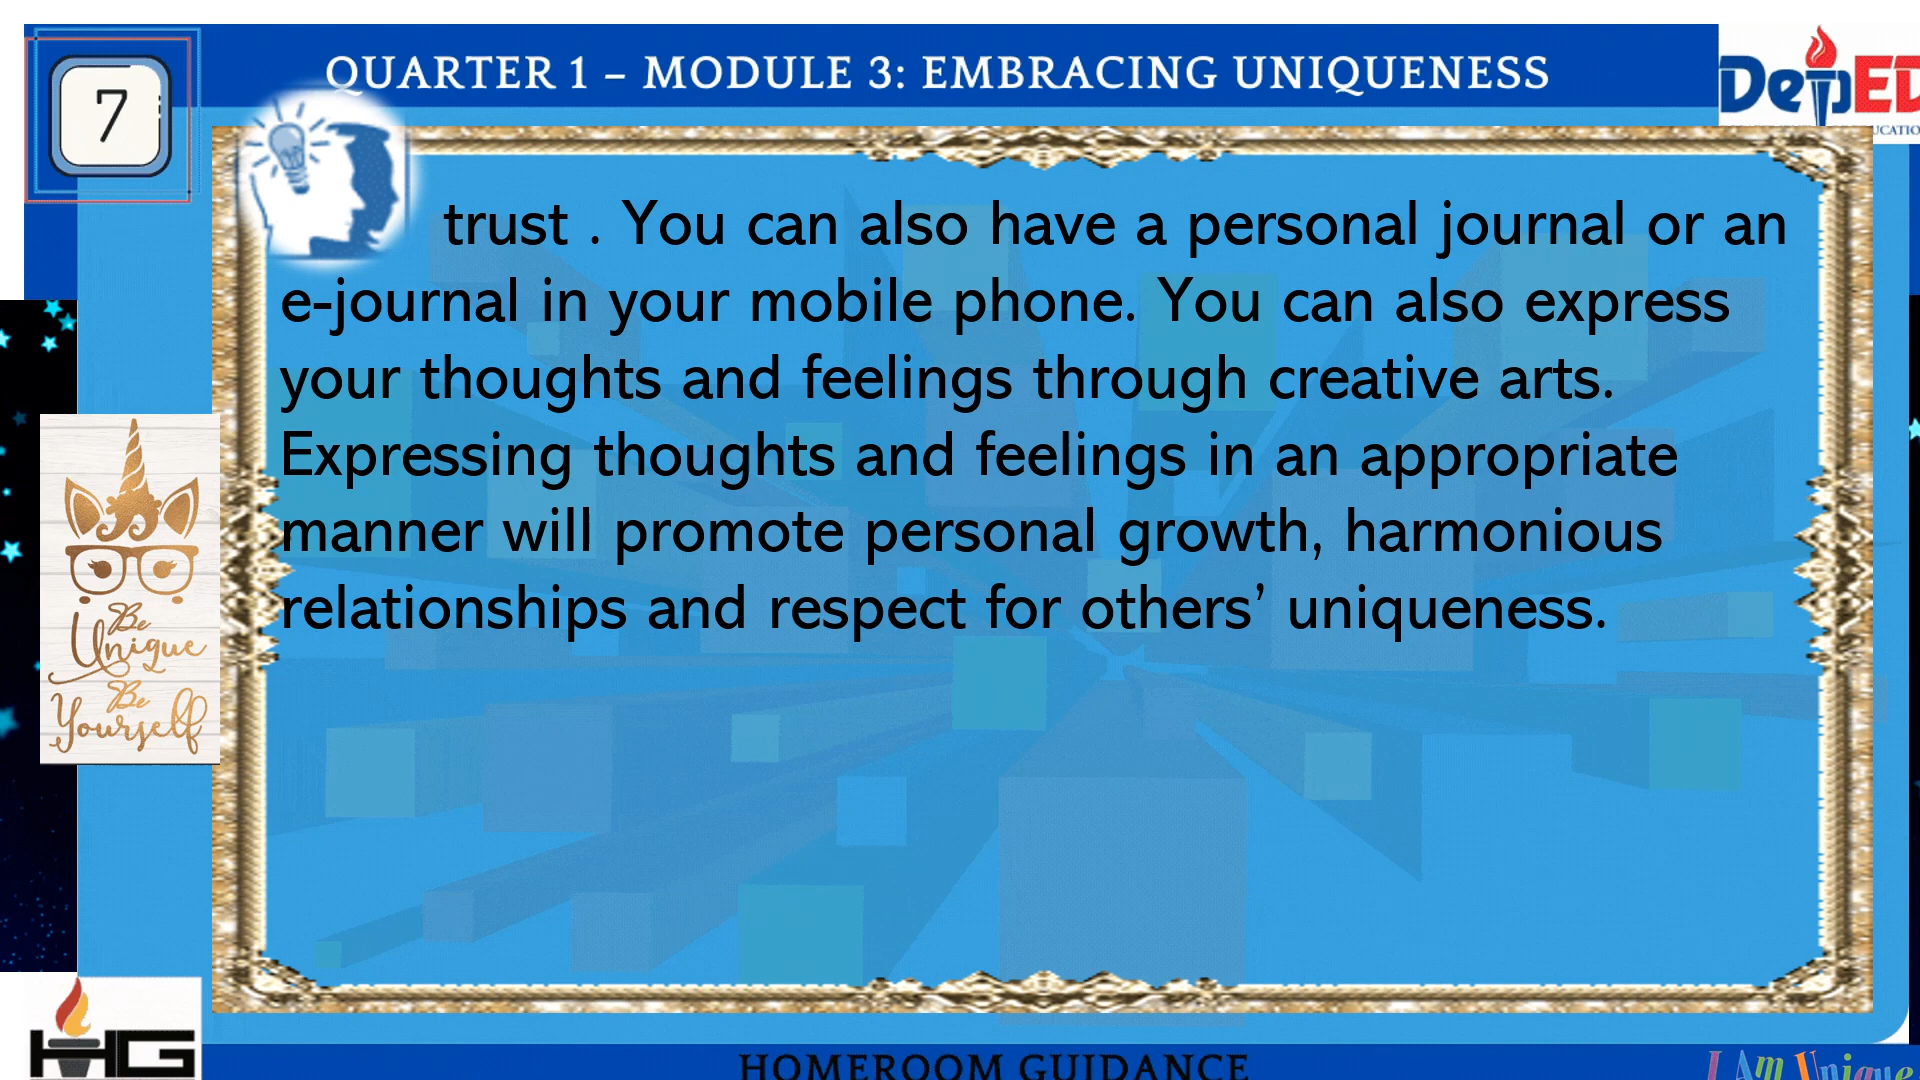 QUARTER 1 – MODULE 3: EMBRACING UNIQUENESS
7
DepED
UCATIO
trust . You can also have a personal journal or an
e-journal in your mobile phone. You can also express
your thoughts and feelings through creative arts.
Expressing thoughts and feelings in an appropriate
manner will promote personal growth, harmonious
relationships and respect for others’ uniqueness.
Be
Unique
Be
Yourself
HG
HOMEROOM GUIDANCE
I Am Unique